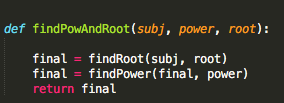 def findPowAndRoot(subj, power, root):
final = findRoot(subj, root)
final = findPower(final, power)
return final